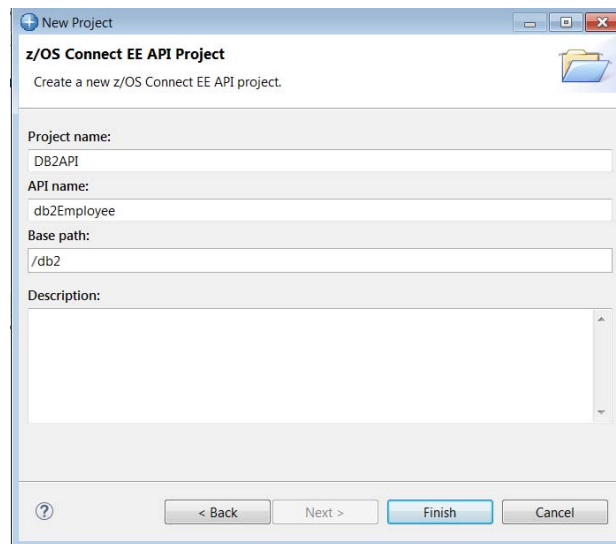 New Project
z/OS Connect EE API Project
Create a new z/OS Connect EE API project.
Project name:
DB2API
API name:
db2Employee
Base path:
/db2
Description:
? < Back Next > Finish Cancel